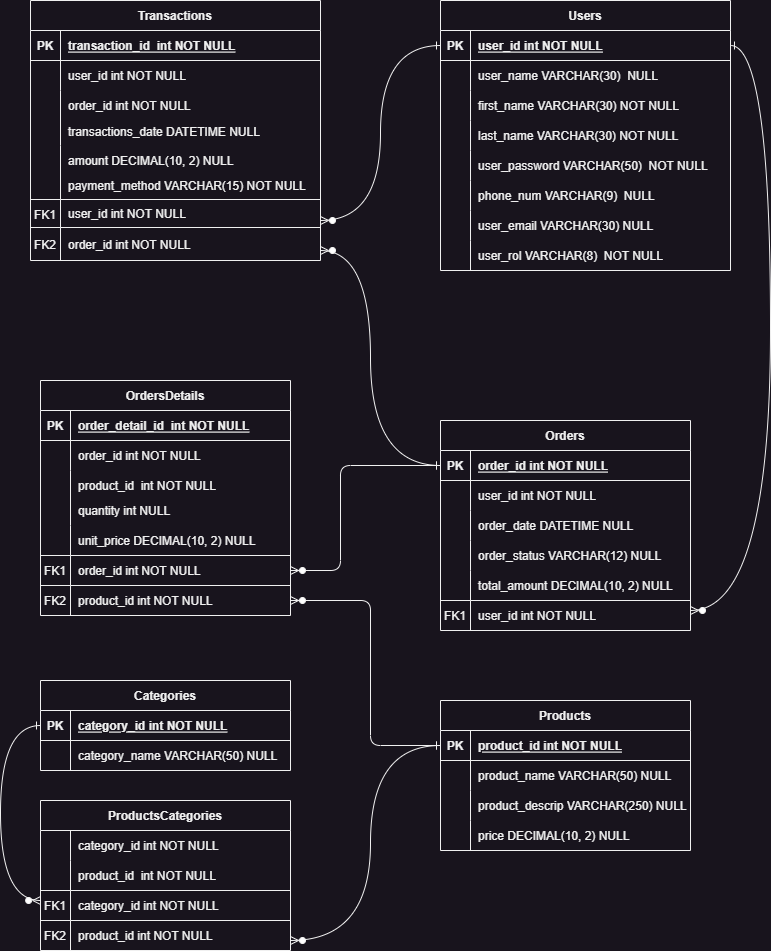 Transactions
PK transaction_id int NOT NULL
user_id int NOT NULL
order_id int NOT NULL
transactions_date DATETIME NULL
amount DECIMAL(10, 2) NULL
payment_method VARCHAR(15) NOT NULL
FK1 user_id int NOT NULL
FK2 order_id int NOT NULL
Users
PK user_id int NOT NULL
user_name VARCHAR(30) NULL
first_name VARCHAR(30) NOT NULL
last_name VARCHAR(30) NOT NULL
user_password VARCHAR(50) NOT NULL
phone_num VARCHAR(9) NULL
user_email VARCHAR(30) NULL
user_rol VARCHAR(8) NOT NULL
OrdersDetails
PK order_detail_id int NOT NULL
order_id int NOT NULL
product_id int NOT NULL
quantity int NULL
unit_price DECIMAL(10, 2) NULL
FK1 order_id int NOT NULL
FK2 product_id int NOT NULL
Orders
PK order_id int NOT NULL
user_id int NOT NULL
order_date DATETIME NULL
order_status VARCHAR(12) NULL
total_amount DECIMAL(10, 2) NULL
FK1 user_id int NOT NULL
Categories
PK category_id int NOT NULL
category_name VARCHAR(50) NULL
Products
PK product_id int NOT NULL
product_name VARCHAR(50) NULL
product_descrip VARCHAR(250) NULL
price DECIMAL(10, 2) NULL
ProductsCategories
category_id int NOT NULL
product_id int NOT NULL
FK1 category_id int NOT NULL
FK2 product_id int NOT NULL